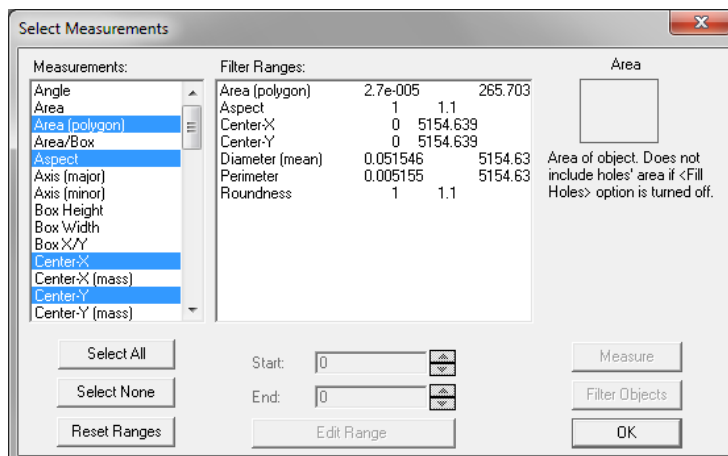 Select Measurements
Measurements:
Angle
Area
Area (polygon)
Area/Box
Aspect
Axis (major)
Axis (minor)
Box Height
Box Width
Box X/Y
Center-X
Center-X (mass)
Center-Y
Center-Y (mass)
Select All
Select None
Reset Ranges
Filter Ranges:
Area (polygon) 2.7e-005 265.703
Aspect 1 1.1
Center-X 0 5154.639
Center-Y 0 5154.639
Diameter (mean) 0.051546 5154.63
Perimeter 0.005155 5154.63
Roundness 1 1.1
Start: 0
End: 0
Edit Range
Area
Area of object. Does not
include holes' area if <Fill
Holes> option is turned off.
Measure
Filter Objects
OK